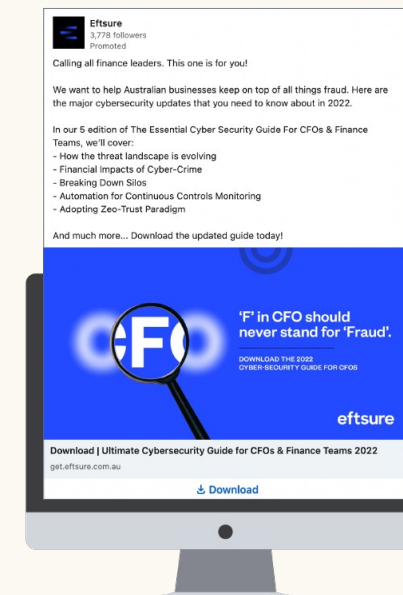 Eftsure
3,778 followers
Promoted
Calling all finance leaders. This one is for you!
We want to help Australian businesses keep on top of all things fraud. Here are
the major cybersecurity updates that you need to know about in 2022.
In our 5 edition of The Essential Cyber Security Guide For CFOs & Finance
Teams, we'll cover:
- How the threat landscape is evolving
- Financial Impacts of Cyber-Crime
- Breaking Down Silos
- Automation for Continuous Controls Monitoring
- Adopting Zeo-Trust Paradigm
And much more... Download the updated guide today!
CFO
'F' in CFO should
never stand for 'Fraud'.
DOWNLOAD THE 2022
CYBER-SECURITY GUIDE FOR CFOS
eftsure
Download | Ultimate Cybersecurity Guide for CFOs & Finance Teams 2022
get.eftsure.com.au
Download